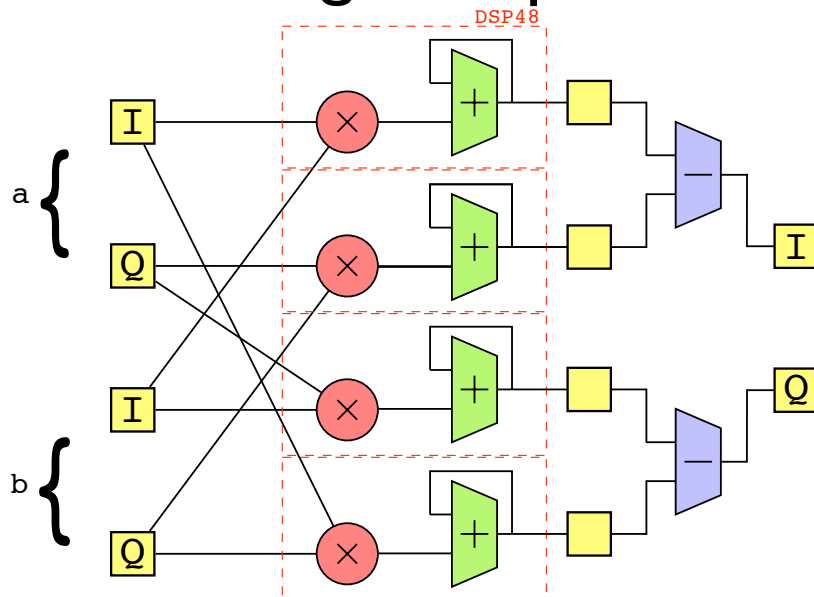 DSP48
I
×
+
−
a
{
I
Q
×
+
Q
I
×
+
−
b
{
Q
×
+